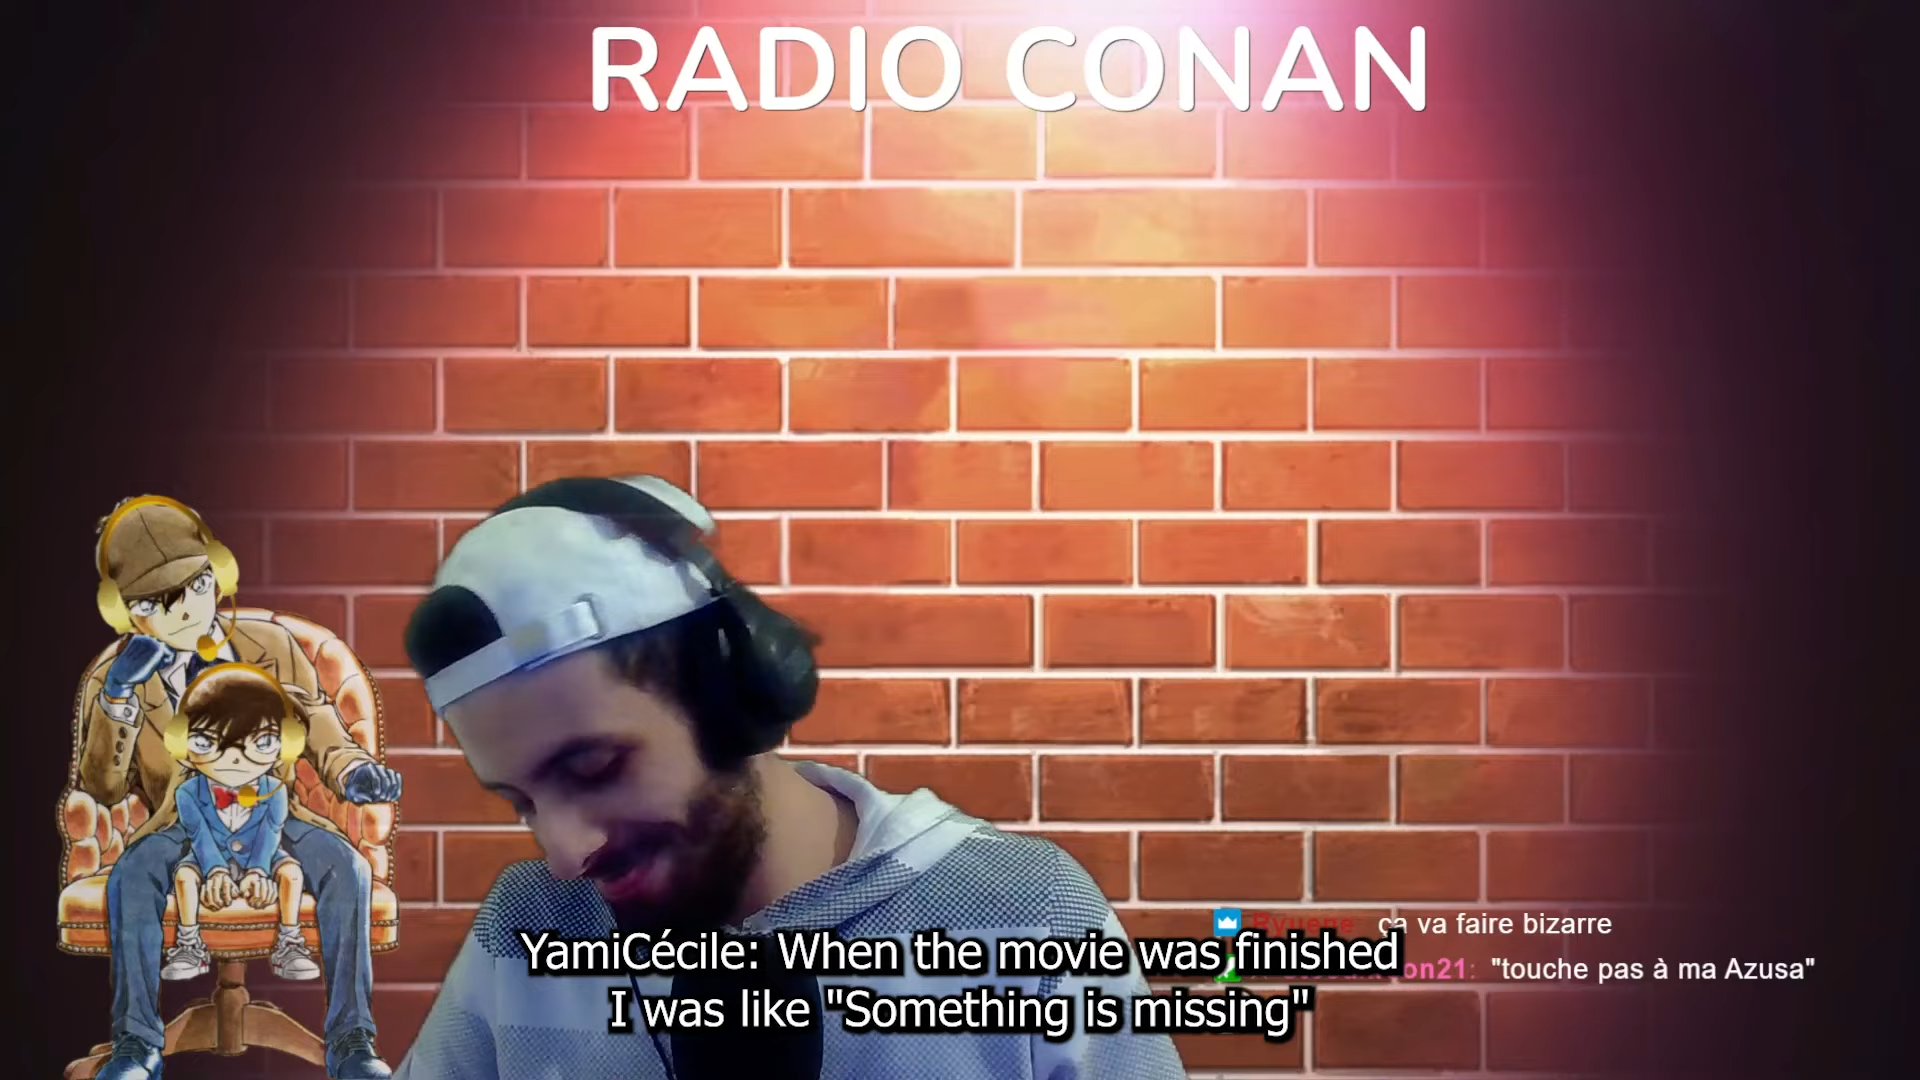 RADIO CONAN
ça va faire bizarre
on21: "touche pas à ma Azusa"
YamiCécile: When the movie was finished
I was like "Something is missing"